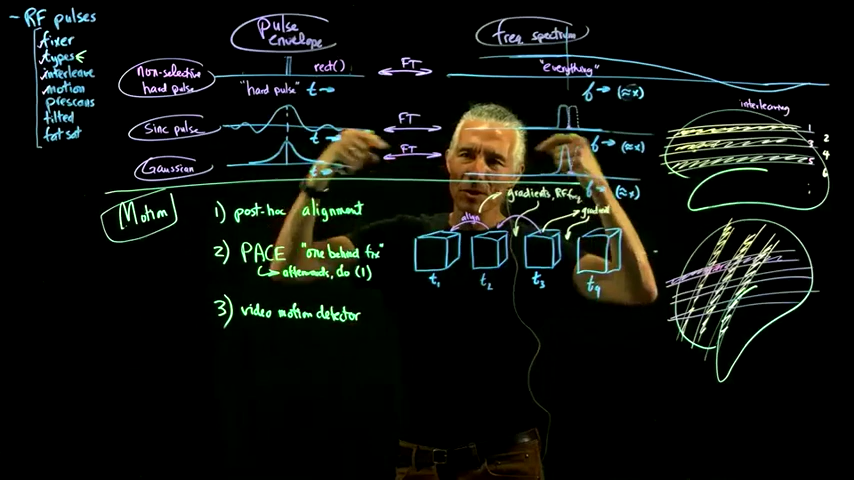 - RF pulses
fixer
types
interleave
motion
prescans
tilted
fat sat
pulse envelope
freq spectrum
non-selective hard pulse
rect()
"hard pulse"
t →
FT
"everything"
f → (≈x)
Sinc pulse
t →
FT
f → (≈x)
Gaussian
t →
FT
f → (≈x)
interleaving
1
2
3
4
5
6
Motion
1) post-hoc alignment
2) PACE "one behind fix"
↳ afterwards, do (1)
3) video motion detector
align
gradients, RF freq
gradient
t₁
t₂
t₃